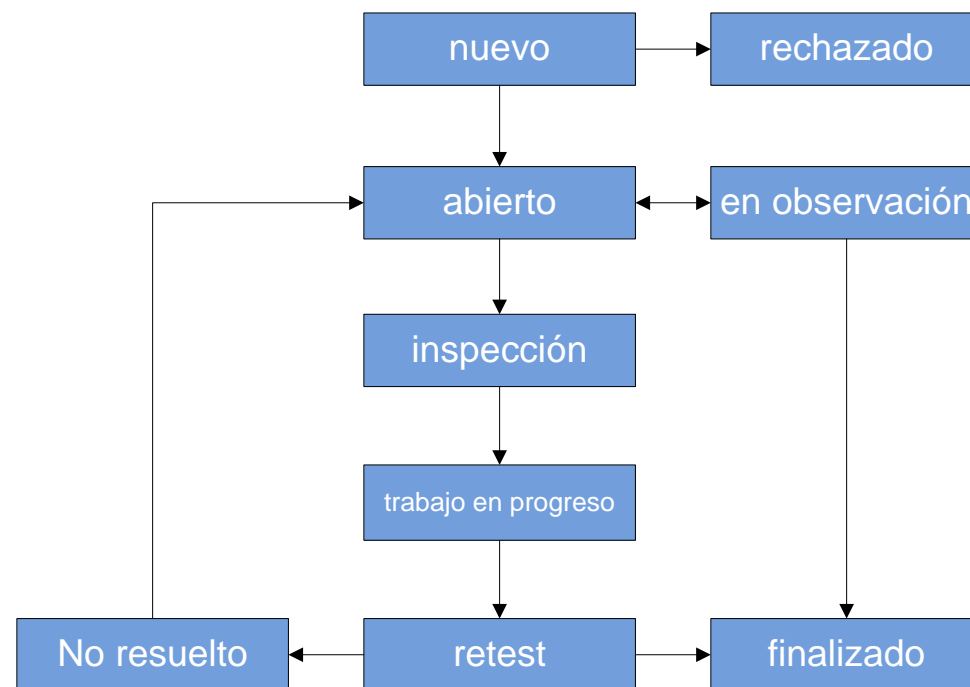 nuevo
rechazado
abierto
en observación
inspección
trabajo en progreso
No resuelto
retest
finalizado